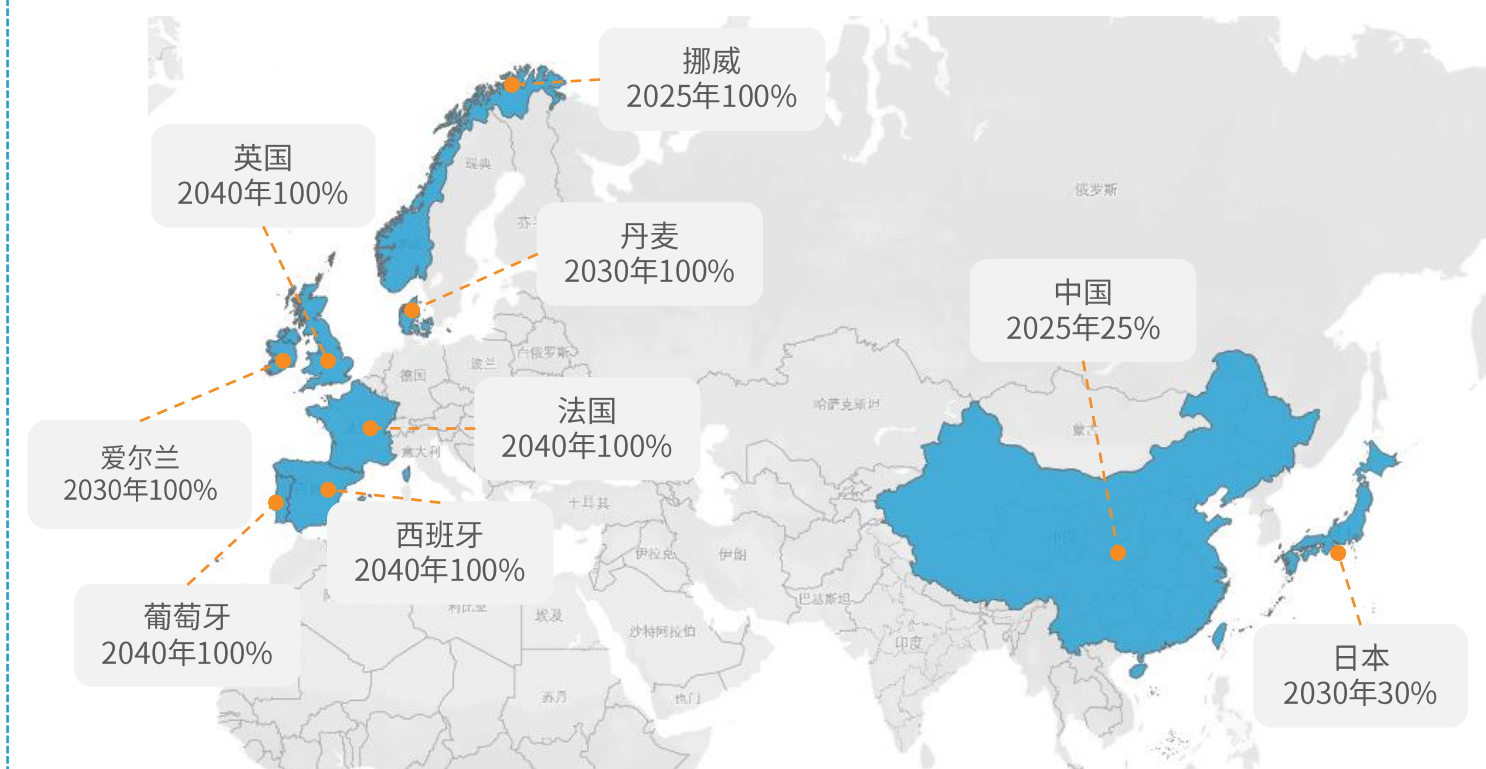 挪威
2025年100%
英国
2040年100%
瑞典
俄罗斯
丹麦
2030年100%
中国
2025年25%
白俄罗斯
波兰
德国
法国
2040年100%
哈萨克斯坦
蒙古
意大利
爱尔兰
2030年100%
土耳其
西班牙
2040年100%
伊拉克
伊朗
葡萄牙
2040年100%
利比亚
埃及
巴基斯坦
沙特阿拉伯
印度
日本
2030年30%
苏丹
也门